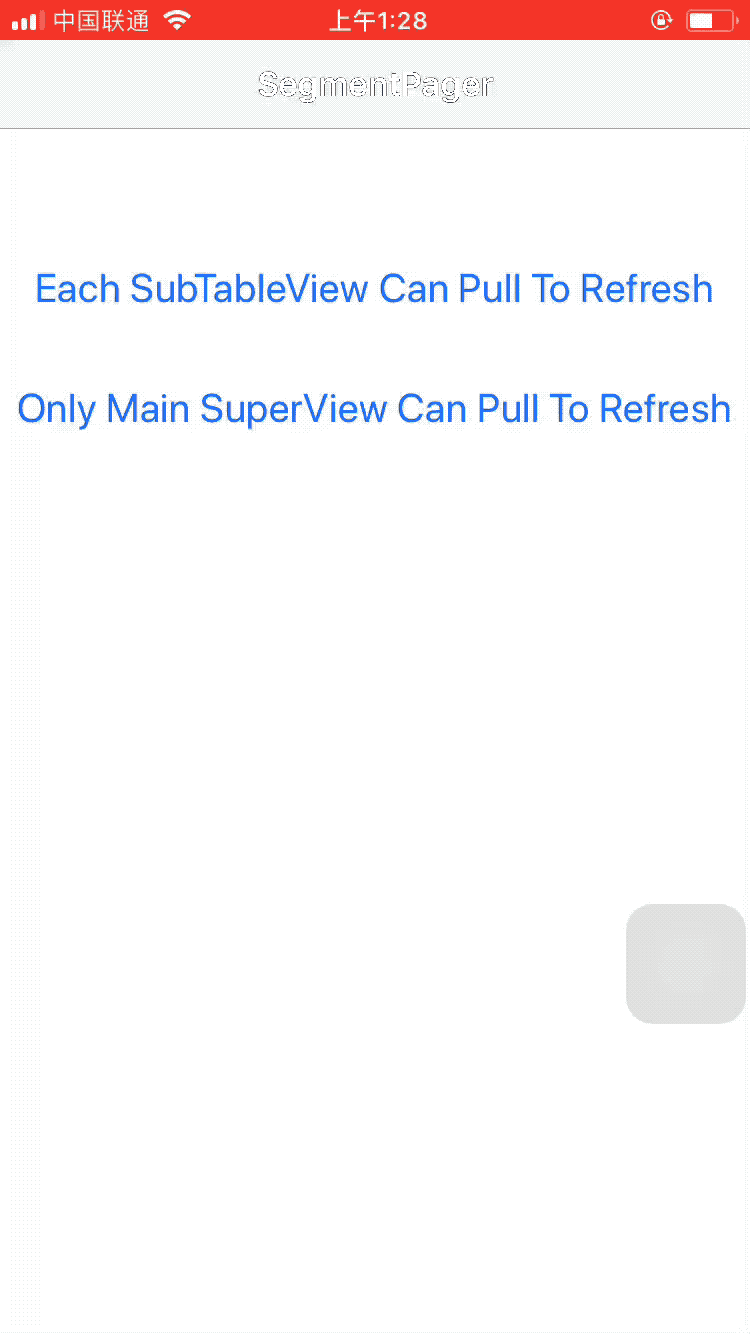 中国联通 上午1:28
SegmentPager
Each SubTableView Can Pull To Refresh
Only Main SuperView Can Pull To Refresh